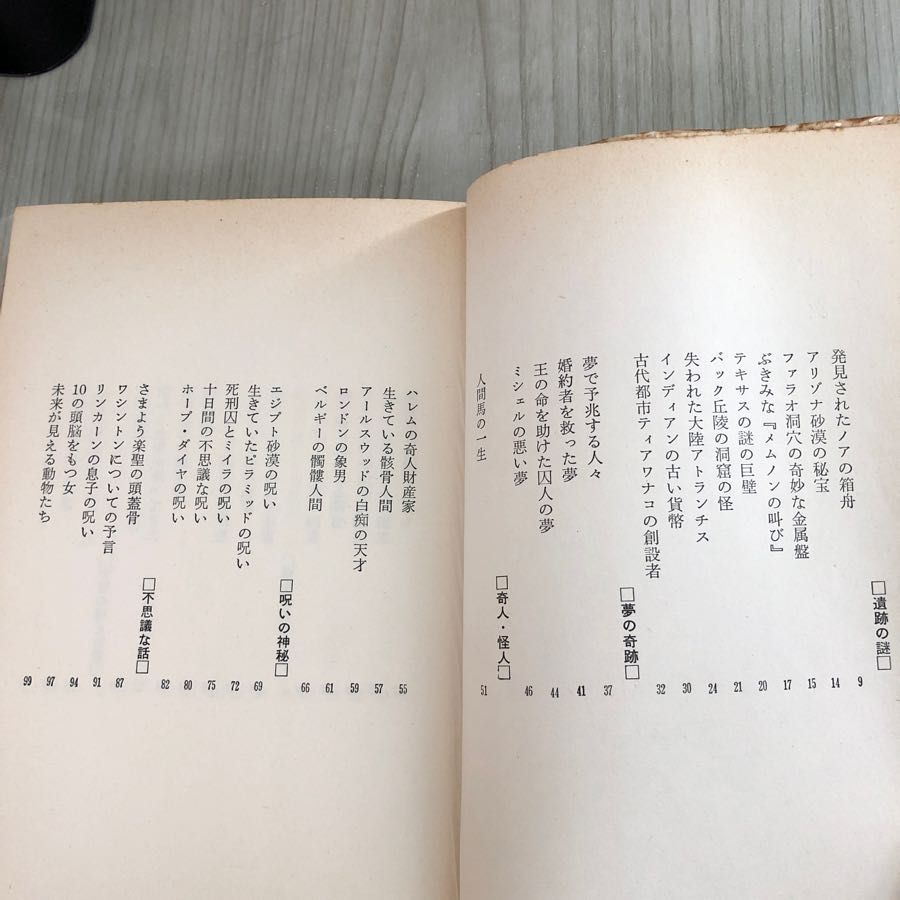 □遺跡の謎□
発見されたノアの箱舟 9
アリゾナ砂漠の秘宝 14
ファラオ洞穴の奇妙な金属盤 15
ぶきみな『メムノンの叫び』 17
テキサスの謎の巨壁 20
バック丘陵の洞窟の怪 21
失われた大陸アトランチス 24
インディアンの古い貨幣 30
古代都市ティアワナコの創設者 32
□夢の奇跡□
夢で予兆する人々 37
婚約者を救った夢 41
王の命を助けた囚人の夢 44
ミシェルの悪い夢 46
□奇人・怪人□
人間馬の一生 51
ハレムの奇人財産家 55
生きている骸骨人間 57
アールスウッドの白痴の天才 59
ロンドンの象男 61
ベルギーの髑髏人間 66
□呪いの神秘□
エジプト砂漠の呪い 69
生きていたピラミッドの呪い 72
死刑囚とミイラの呪い 75
十日間の不思議な呪い 80
ホープ・ダイヤの呪い 82
□不思議な話□
さまよう楽聖の頭蓋骨 87
ワシントンについての予言 91
リンカーンの息子の呪い 94
10の頭脳をもつ女 97
未来が見える動物たち 99